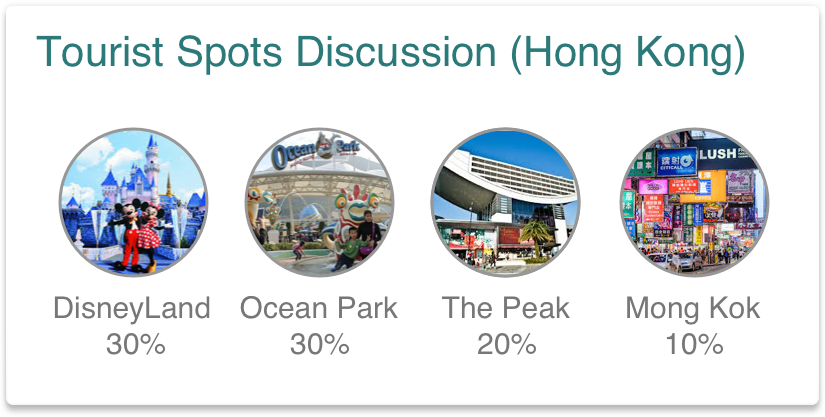 Tourist Spots Discussion (Hong Kong)
Ocean Park
LUSH
CITICALL
DisneyLand Ocean Park The Peak Mong Kok
30% 30% 20% 10%